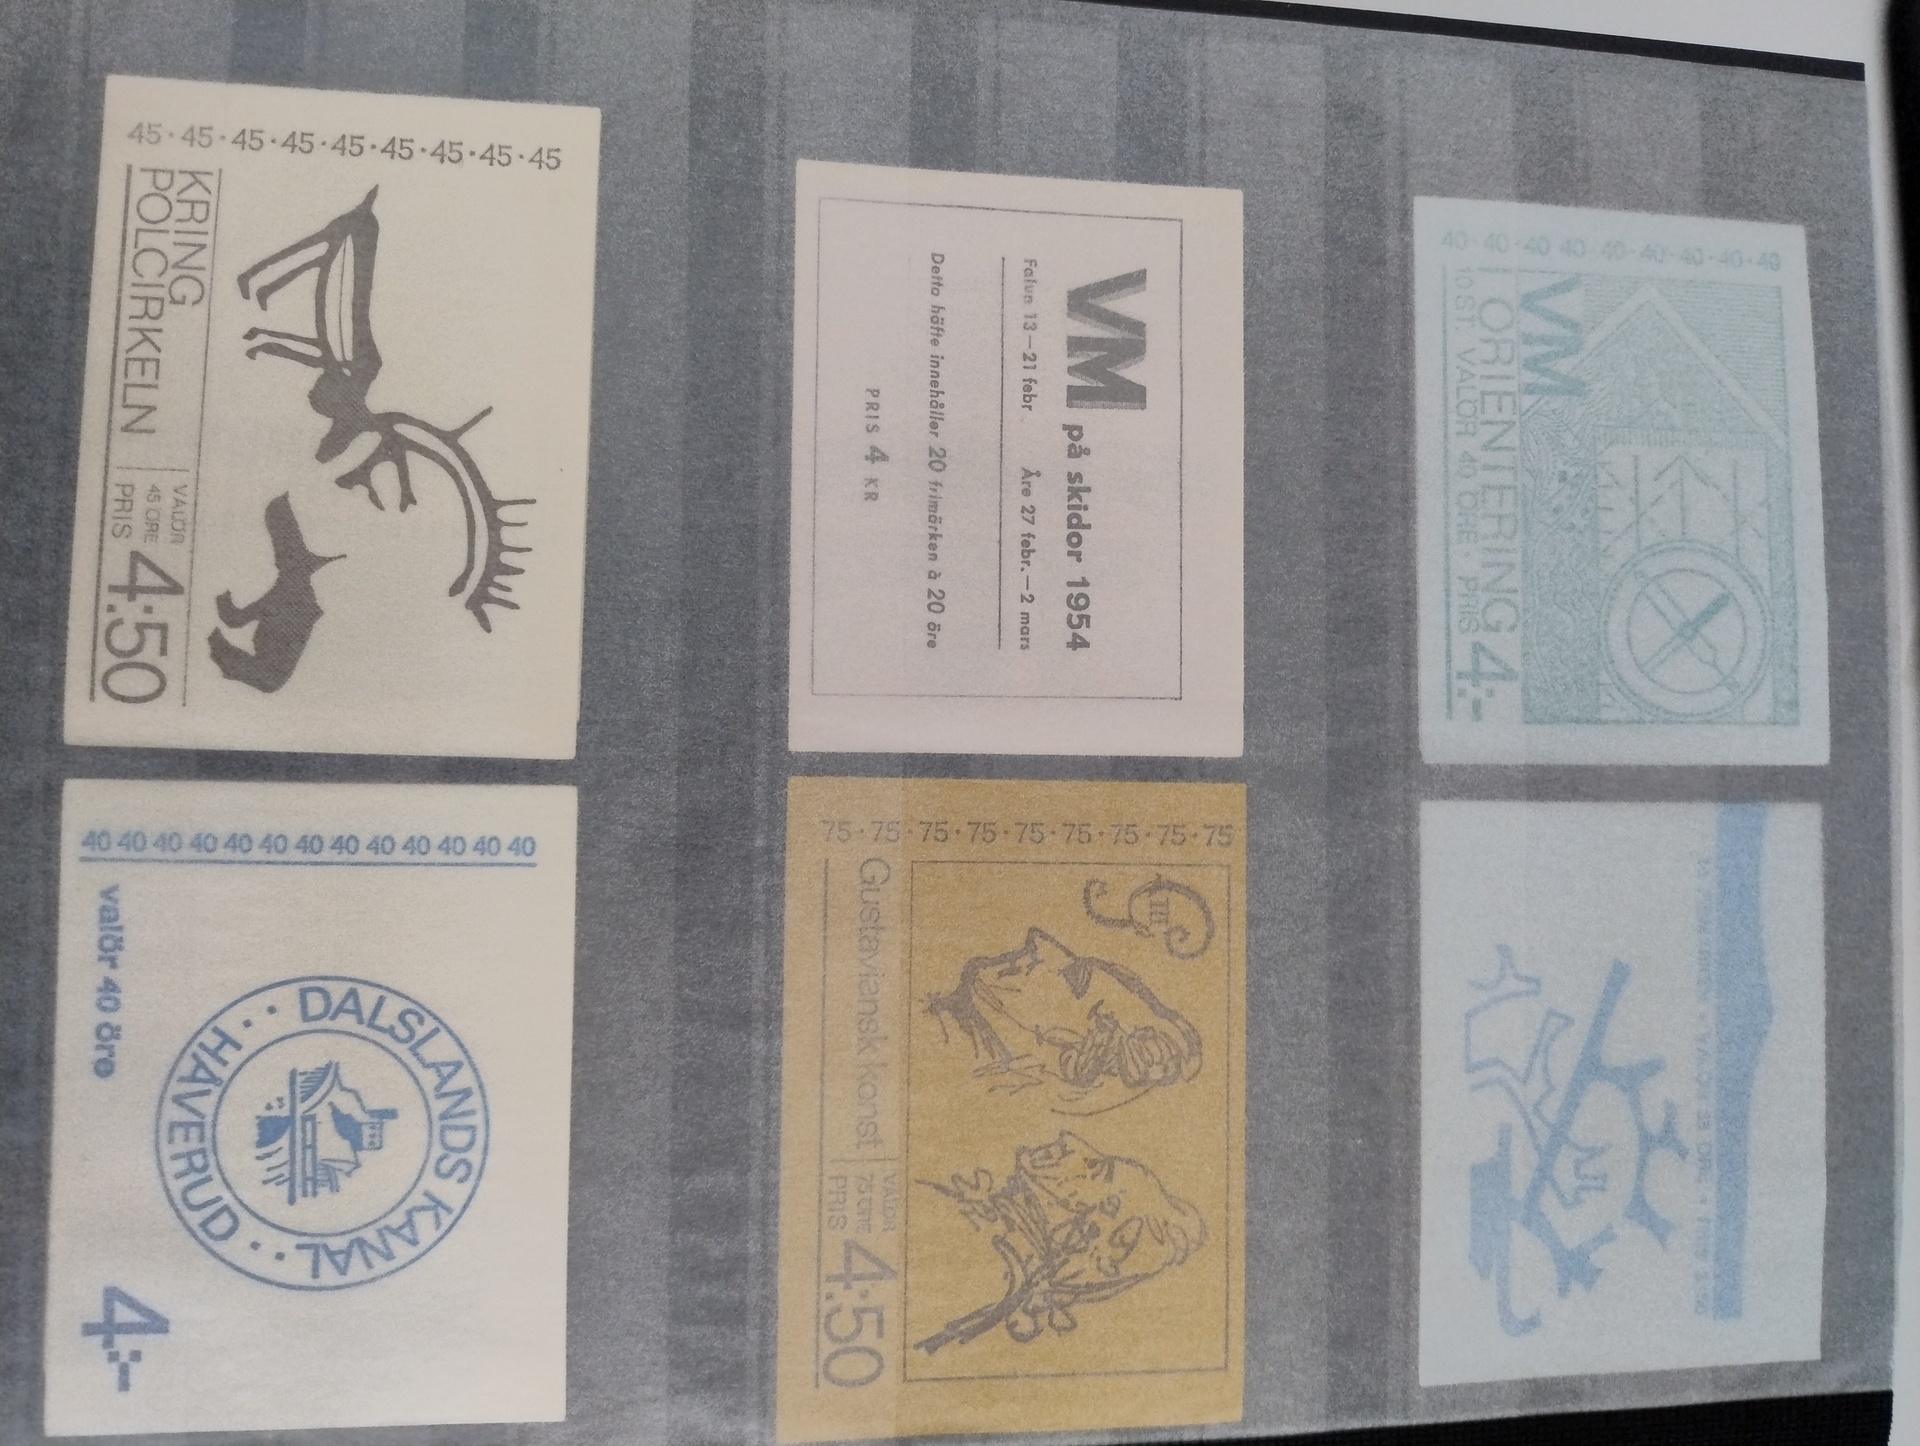 45·45·45·45·45·45·45·45·45
KRING
POLCIRKELN
VALÖR
45 ÖRE
PRIS
4:50
VM på skidor 1954
Falun 13–21 febr. Åre 27 febr.–2 mars
Detta häfte innehåller 20 frimärken à 20 öre
PRIS 4 KR
40·40·40·40·40·40·40·40·40
VM
ORIENTERING
10 ST VALÖR 40 ÖRE PRIS
4:-
40 40 40 40 40 40 40 40 40 40 40 40 40
valör 40 öre
DALSLANDS KANAL
HÅVERUD
4:-
75·75·75·75·75·75·75·75·75
III
Gustaviansk konst
VALÖR
75 ÖRE
PRIS
4:50